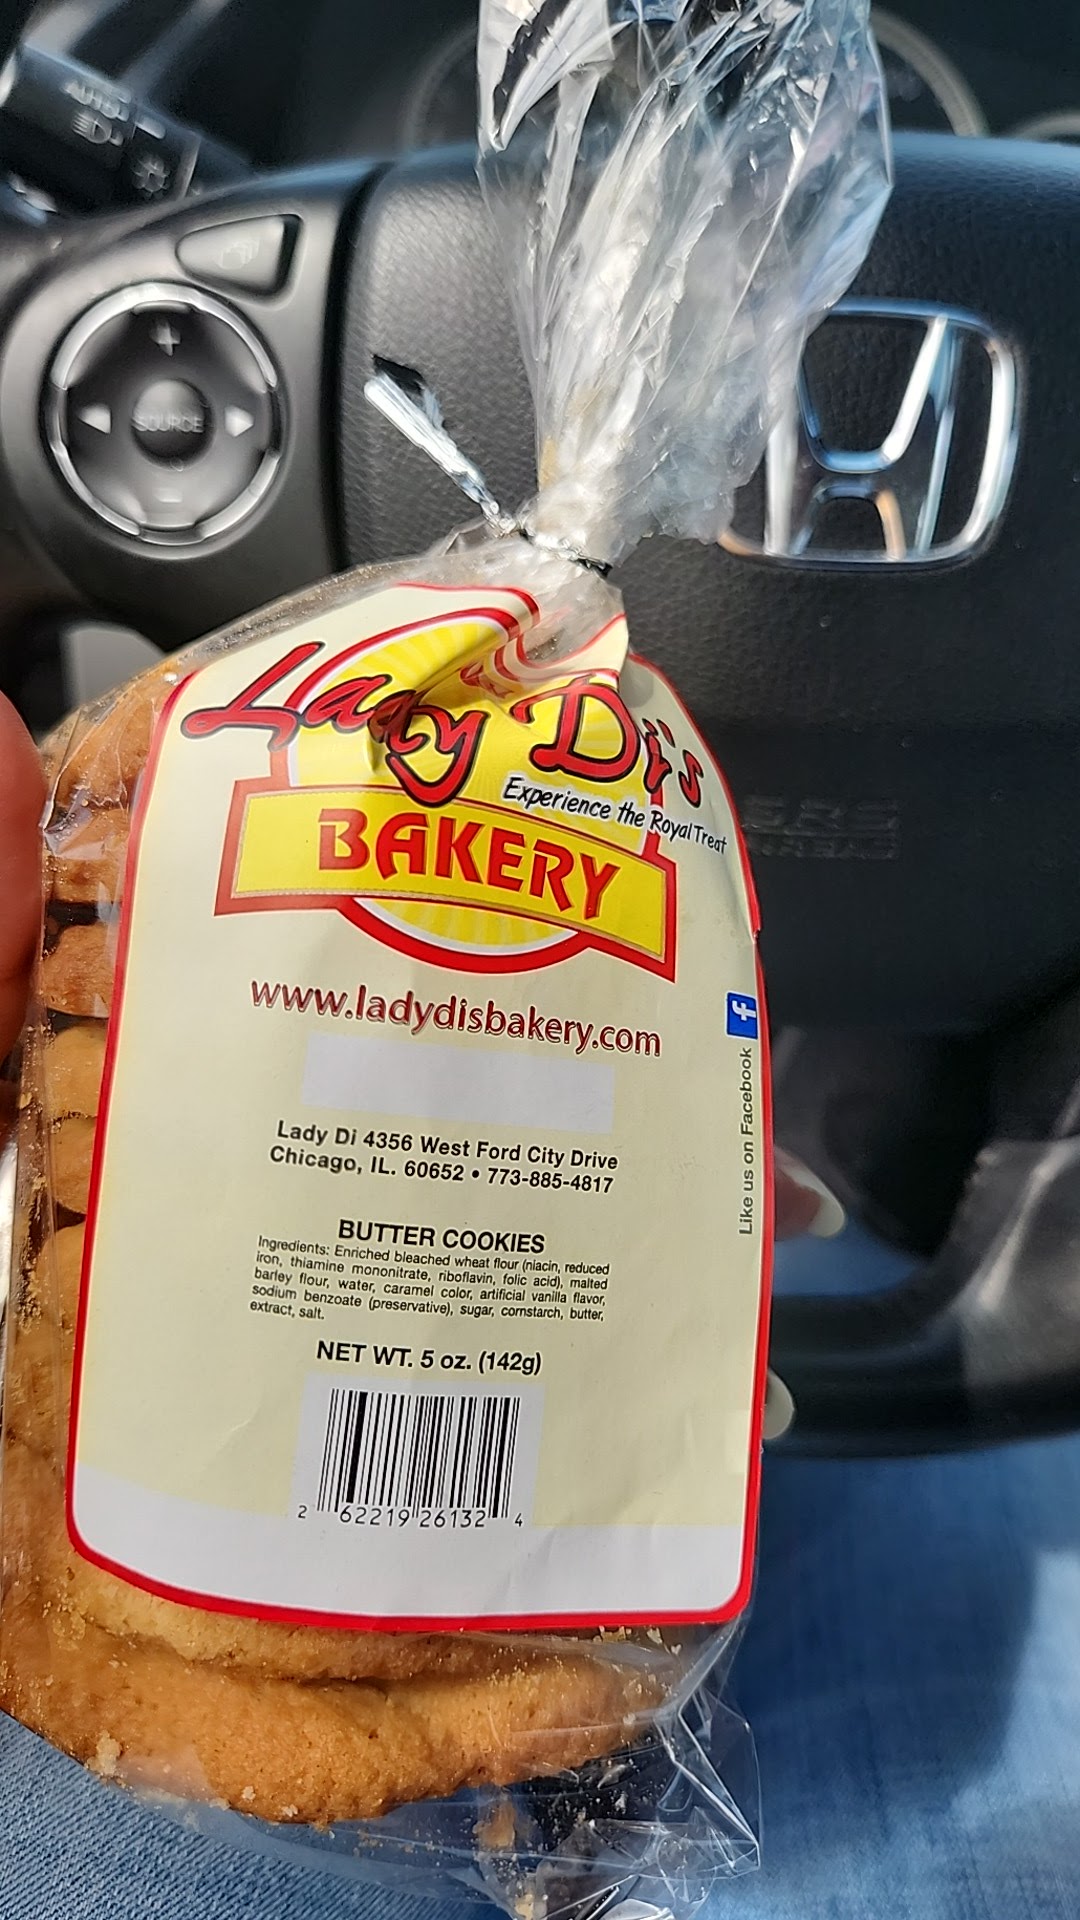 AUTO
SOURCE
Lady Di's
Experience the Royal Treat
BAKERY
www.ladydisbakery.com
Lady Di 4356 West Ford City Drive
Chicago, IL. 60652 • 773-885-4817
BUTTER COOKIES
Ingredients: Enriched bleached wheat flour (niacin, reduced
iron, thiamine mononitrate, riboflavin, folic acid), malted
barley flour, water, caramel color, artificial vanilla flavor,
sodium benzoate (preservative), sugar, cornstarch, butter,
extract, salt.
NET WT. 5 oz. (142g)
2 62219 26132 4
Like us on Facebook f
SRS
AIRBAG